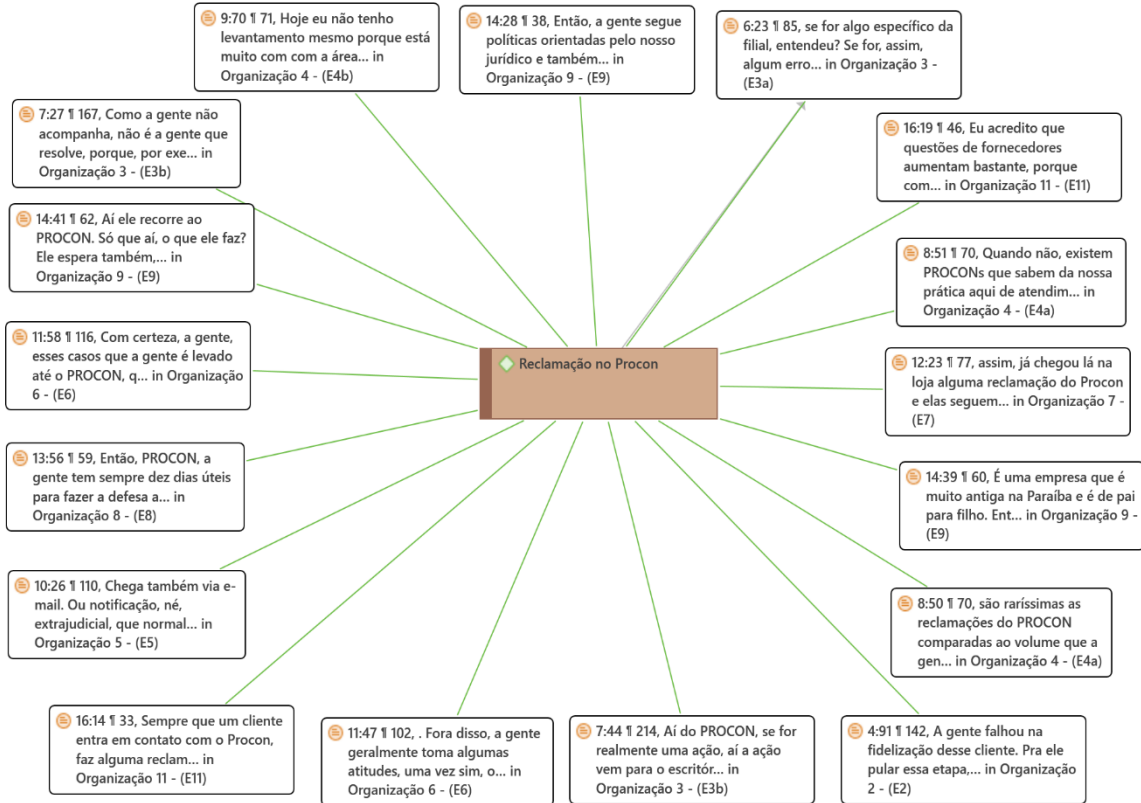 9:70 ¶ 71, Hoje eu não tenho
levantamento mesmo porque está
muito com com a área... in
Organização 4 - (E4b)
14:28 ¶ 38, Então, a gente segue
políticas orientadas pelo nosso
jurídico e também... in
Organização 9 - (E9)
6:23 ¶ 85, se for algo específico da
filial, entendeu? Se for, assim,
algum erro... in Organização 3 -
(E3a)
7:27 ¶ 167, Como a gente não
acompanha, não é a gente que
resolve, porque, por exe... in
Organização 3 - (E3b)
16:19 ¶ 46, Eu acredito que
questões de fornecedores
aumentam bastante, porque
com... in Organização 11 - (E11)
14:41 ¶ 62, Aí ele recorre ao
PROCON. Só que aí, o que ele faz?
Ele espera também,... in
Organização 9 - (E9)
8:51 ¶ 70, Quando não, existem
PROCONs que sabem da nossa
prática aqui de atendim... in
Organização 4 - (E4a)
11:58 ¶ 116, Com certeza, a gente,
esses casos que a gente é levado
até o PROCON, q... in Organização
6 - (E6)
Reclamação no Procon
12:23 ¶ 77, assim, já chegou lá na
loja alguma reclamação do Procon
e elas seguem... in Organização 7 -
(E7)
13:56 ¶ 59, Então, PROCON, a
gente tem sempre dez dias úteis
para fazer a defesa a... in
Organização 8 - (E8)
14:39 ¶ 60, É uma empresa que é
muito antiga na Paraíba e é de pai
para filho. Ent... in Organização 9 -
(E9)
10:26 ¶ 110, Chega também via e-
mail. Ou notificação, né,
extrajudicial, que normal... in
Organização 5 - (E5)
8:50 ¶ 70, são raríssimas as
reclamações do PROCON
comparadas ao volume que a
gen... in Organização 4 - (E4a)
16:14 ¶ 33, Sempre que um cliente
entra em contato com o Procon,
faz alguma reclam... in
Organização 11 - (E11)
11:47 ¶ 102, . Fora disso, a gente
geralmente toma algumas
atitudes, uma vez sim, o... in
Organização 6 - (E6)
7:44 ¶ 214, Aí do PROCON, se for
realmente uma ação, aí a ação
vem para o escritór... in
Organização 3 - (E3b)
4:91 ¶ 142, A gente falhou na
fidelização desse cliente. Pra ele
pular essa etapa,... in Organização
2 - (E2)